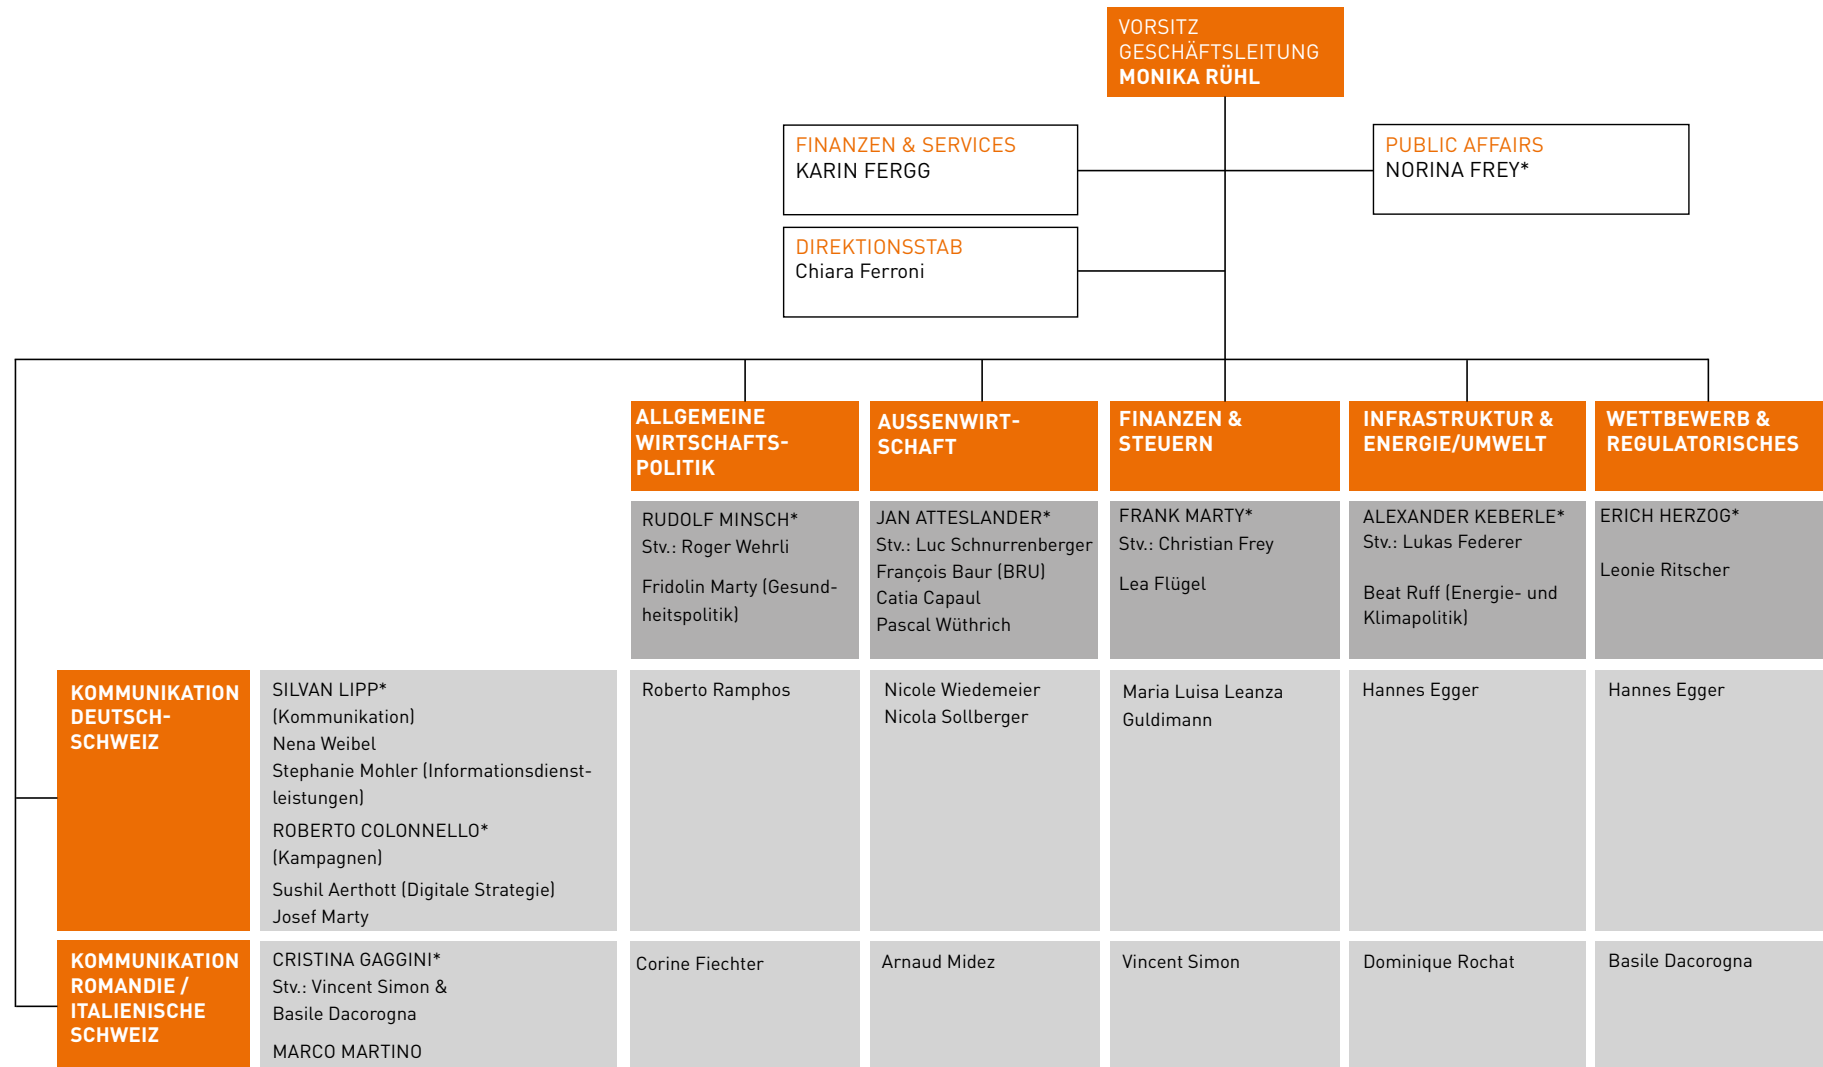 VORSITZ
GESCHÄFTSLEITUNG
MONIKA RÜHL
FINANZEN & SERVICES
KARIN FERGG
PUBLIC AFFAIRS
NORINA FREY*
DIREKTIONSSTAB
Chiara Ferroni
ALLGEMEINE
WIRTSCHAFTS-
POLITIK
AUSSENWIRT-
SCHAFT
FINANZEN &
STEUERN
INFRASTRUKTUR &
ENERGIE/UMWELT
WETTBEWERB &
REGULATORISCHES
RUDOLF MINSCH*
Stv.: Roger Wehrli
Fridolin Marty (Gesund-
heitspolitik)
JAN ATTESLANDER*
Stv.: Luc Schnurrenberger
François Baur (BRU)
Catia Capaul
Pascal Wüthrich
FRANK MARTY*
Stv.: Christian Frey
Lea Flügel
ALEXANDER KEBERLE*
Stv.: Lukas Federer
Beat Ruff (Energie- und
Klimapolitik)
ERICH HERZOG*
Leonie Ritscher
KOMMUNIKATION
DEUTSCH-
SCHWEIZ
SILVAN LIPP*
(Kommunikation)
Nena Weibel
Stephanie Mohler (Informationsdienst-
leistungen)
ROBERTO COLONNELLO*
(Kampagnen)
Sushil Aerthott (Digitale Strategie)
Josef Marty
Roberto Ramphos
Nicole Wiedemeier
Nicola Sollberger
Maria Luisa Leanza
Guldimann
Hannes Egger
Hannes Egger
KOMMUNIKATION
ROMANDIE /
ITALIENISCHE
SCHWEIZ
CRISTINA GAGGINI*
Stv.: Vincent Simon &
Basile Dacorogna
MARCO MARTINO
Corine Fiechter
Arnaud Midez
Vincent Simon
Dominique Rochat
Basile Dacorogna